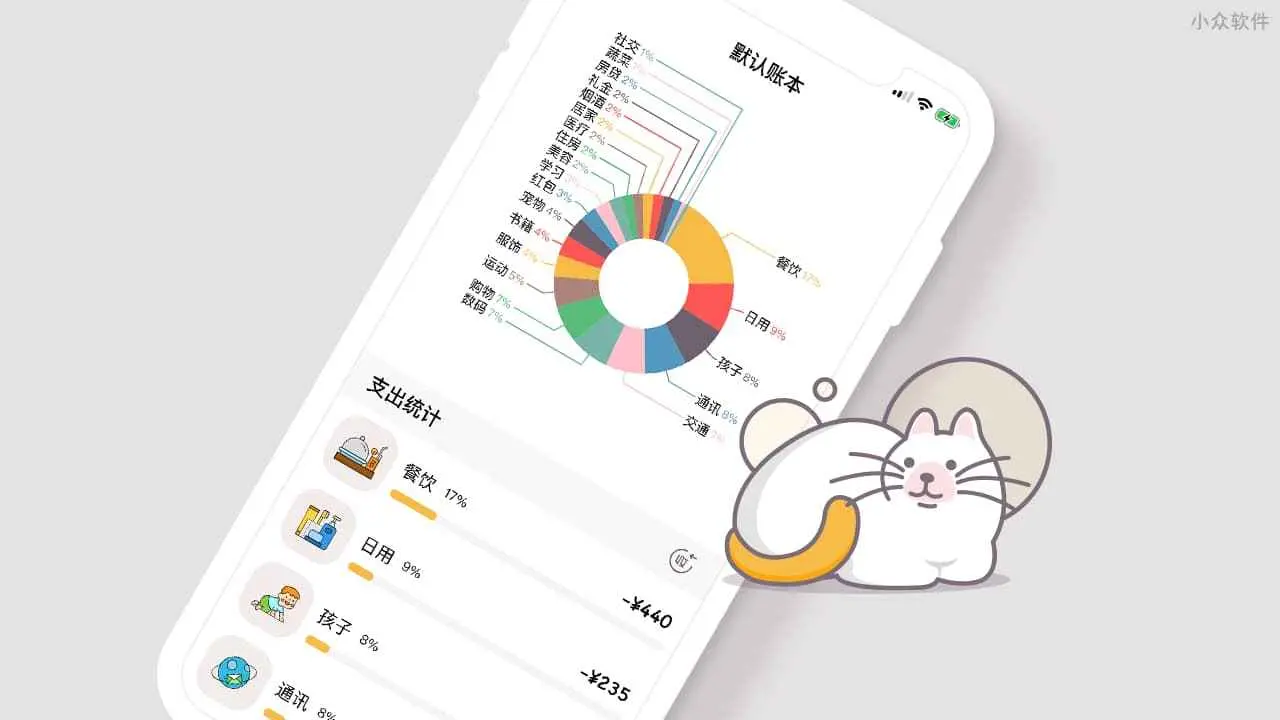 小众软件
默认账本
社交 1%
蔬菜 1%
房贷 2%
礼金 2%
烟酒 2%
居家 2%
医疗 2%
住房 2%
美容 2%
学习 3%
红包 3%
宠物 4%
书籍 4%
服饰 4%
运动 5%
购物 7%
数码 7%
餐饮 17%
日用 9%
孩子 8%
通讯 8%
交通 7%
支出统计
餐饮 17%
-¥440
日用 9%
-¥235
孩子 8%
通讯 8%